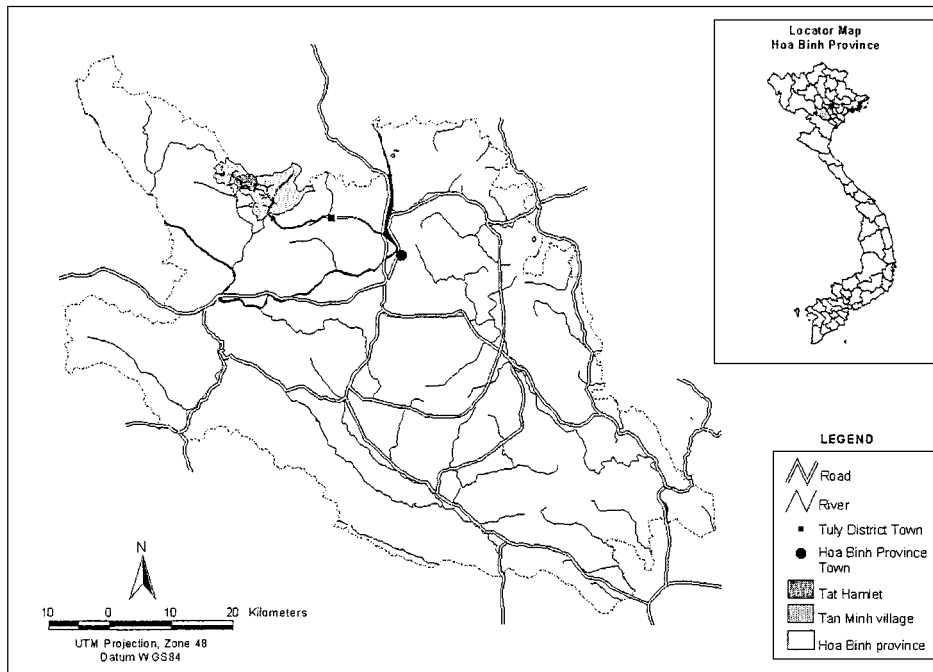 Locator Map
Hoa Binh Province
LEGEND
Road
River
Tuly District Town
Hoa Binh Province
Town
Tat Hamlet
Tan Minh village
Hoa Binh province
N
10 0 10 20 Kilometers
UTM Projection, Zone 48
Datum WGS84